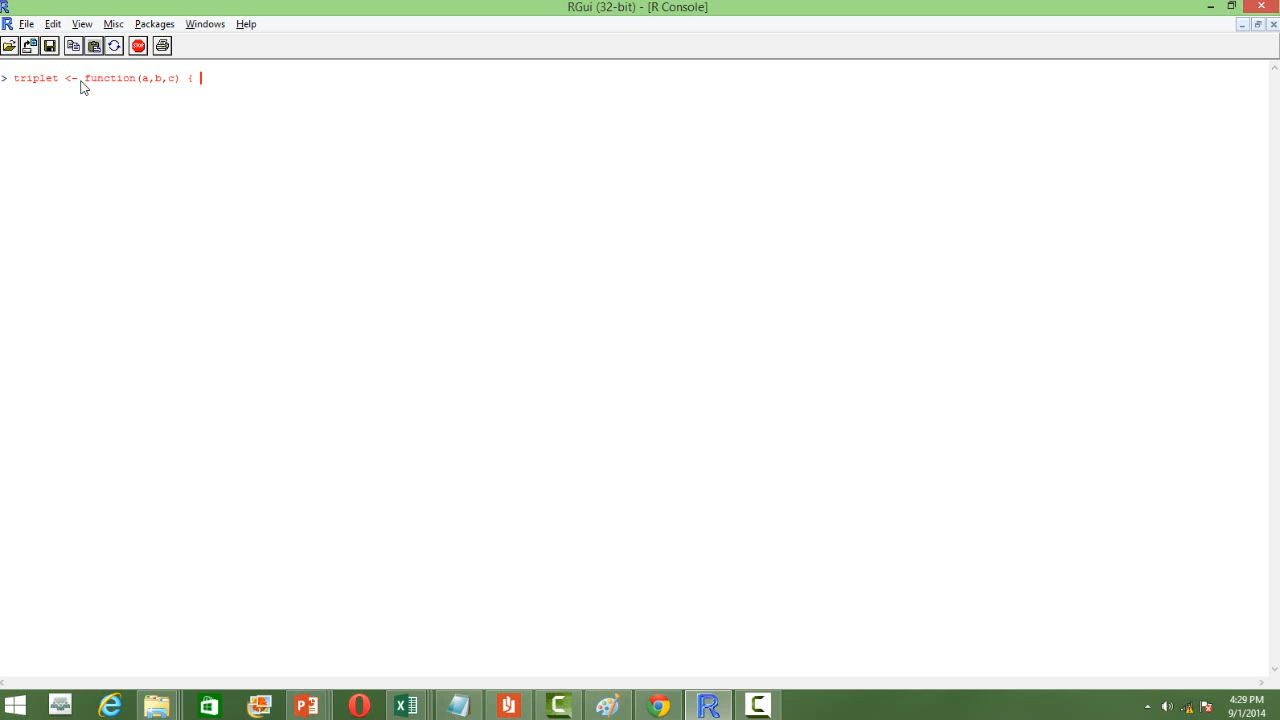 RGui (32-bit) - [R Console]
File Edit View Misc Packages Windows Help
STOP
> triplet <- function(a,b,c) {
4:29 PM
9/1/2014